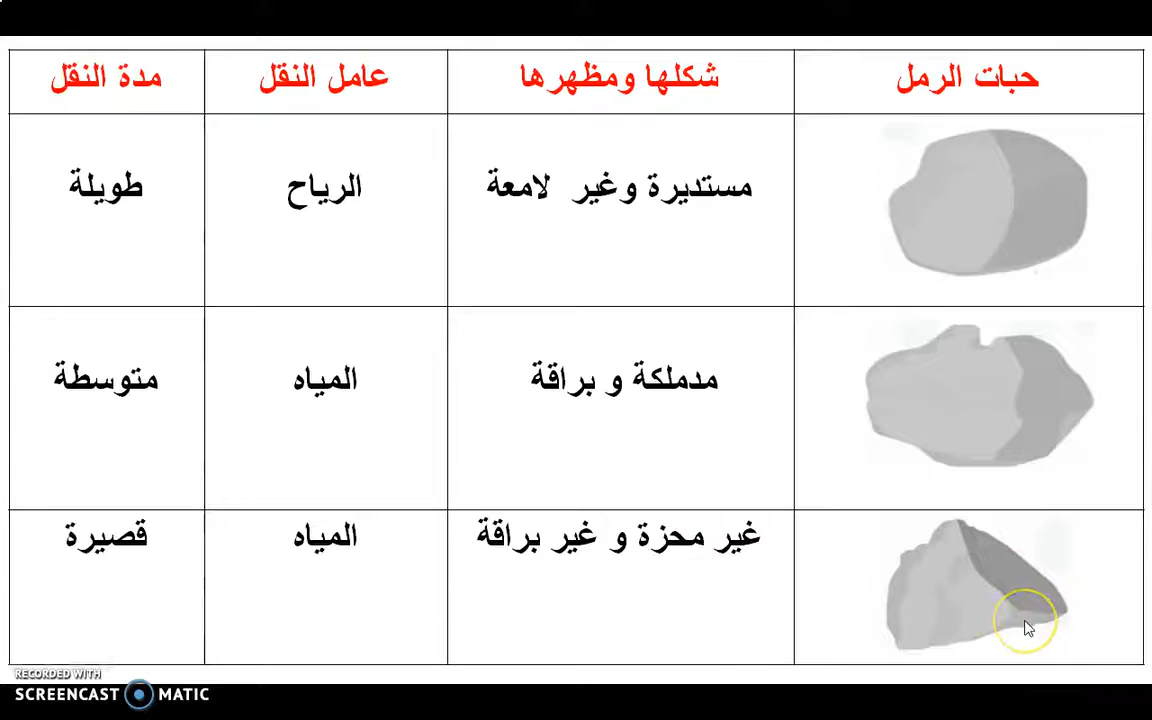 حبات الرمل شكلها ومظهرها عامل النقل مدة النقل
مستديرة وغير لامعة الرياح طويلة
مدملكة و براقة المياه متوسطة
غير محزة و غير براقة المياه قصيرة
RECORDED WITH
SCREENCAST MATIC